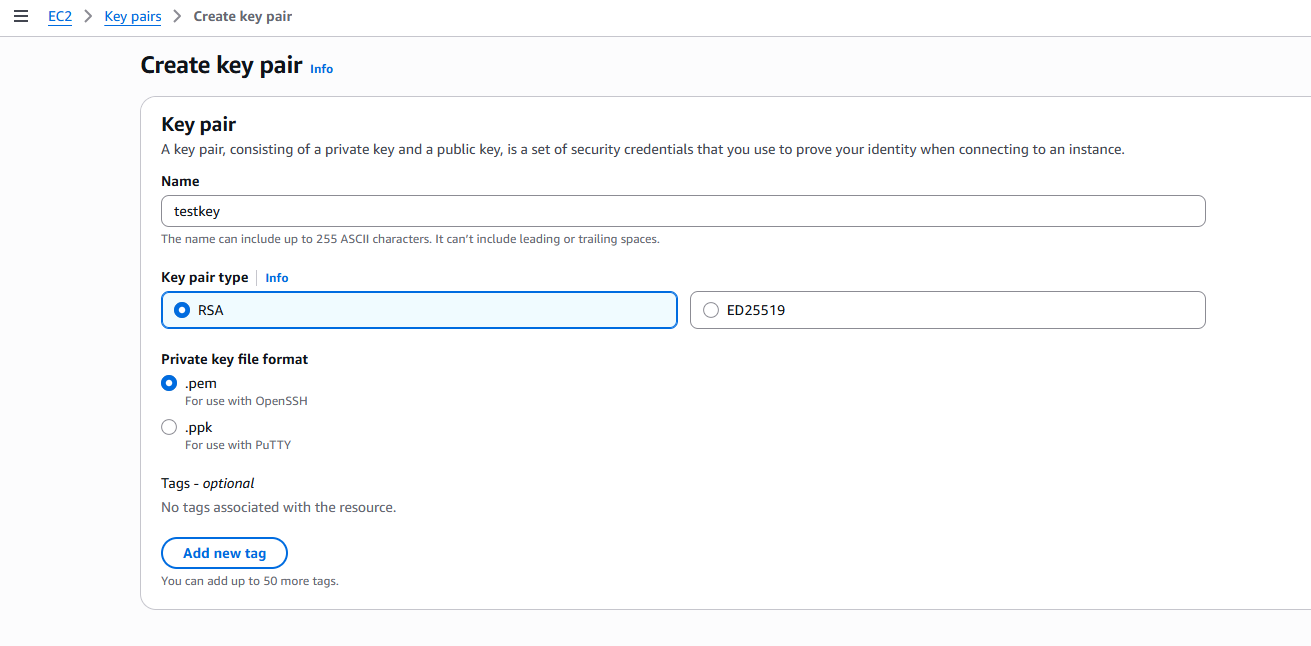 EC2 > Key pairs > Create key pair
Create key pair Info
Key pair
A key pair, consisting of a private key and a public key, is a set of security credentials that you use to prove your identity when connecting to an instance.
Name
testkey
The name can include up to 255 ASCII characters. It can’t include leading or trailing spaces.
Key pair type Info
RSA ED25519
Private key file format
.pem
For use with OpenSSH
.ppk
For use with PuTTY
Tags - optional
No tags associated with the resource.
Add new tag
You can add up to 50 more tags.